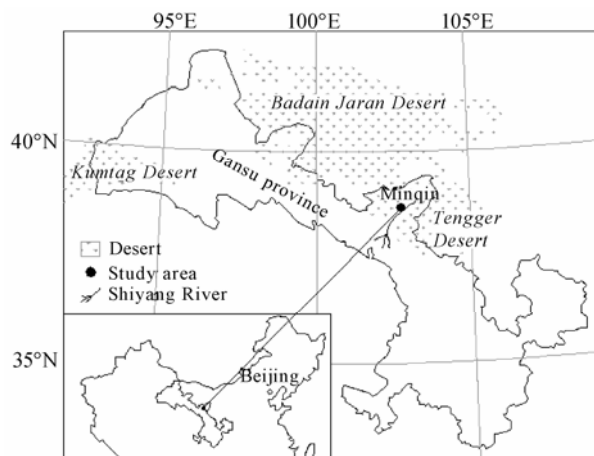 95°E
100°E
105°E
Badain Jaran Desert
40°N
Kumtag Desert
Gansu province
Minqin
Tengger
Desert
Desert
Study area
Shiyang River
35°N
Beijing